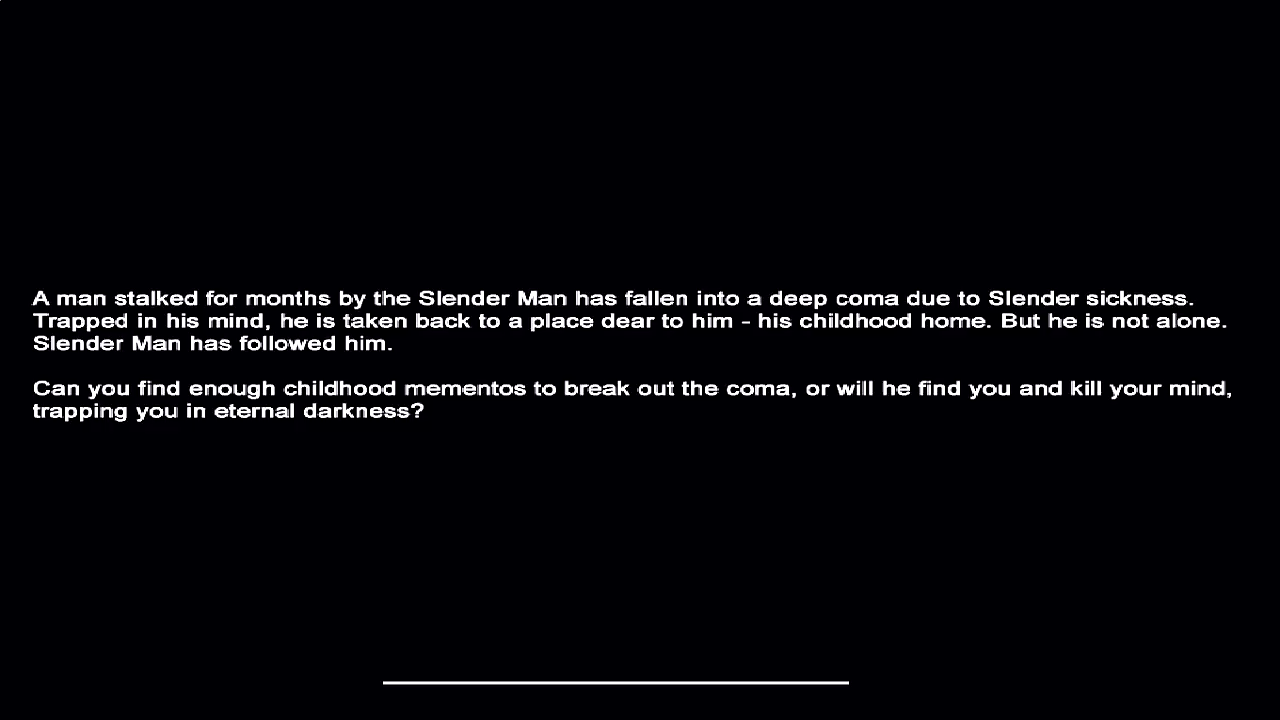 A man stalked for months by the Slender Man has fallen into a deep coma due to Slender sickness.
Trapped in his mind, he is taken back to a place dear to him - his childhood home. But he is not alone.
Slender Man has followed him.
Can you find enough childhood mementos to break out the coma, or will he find you and kill your mind,
trapping you in eternal darkness?